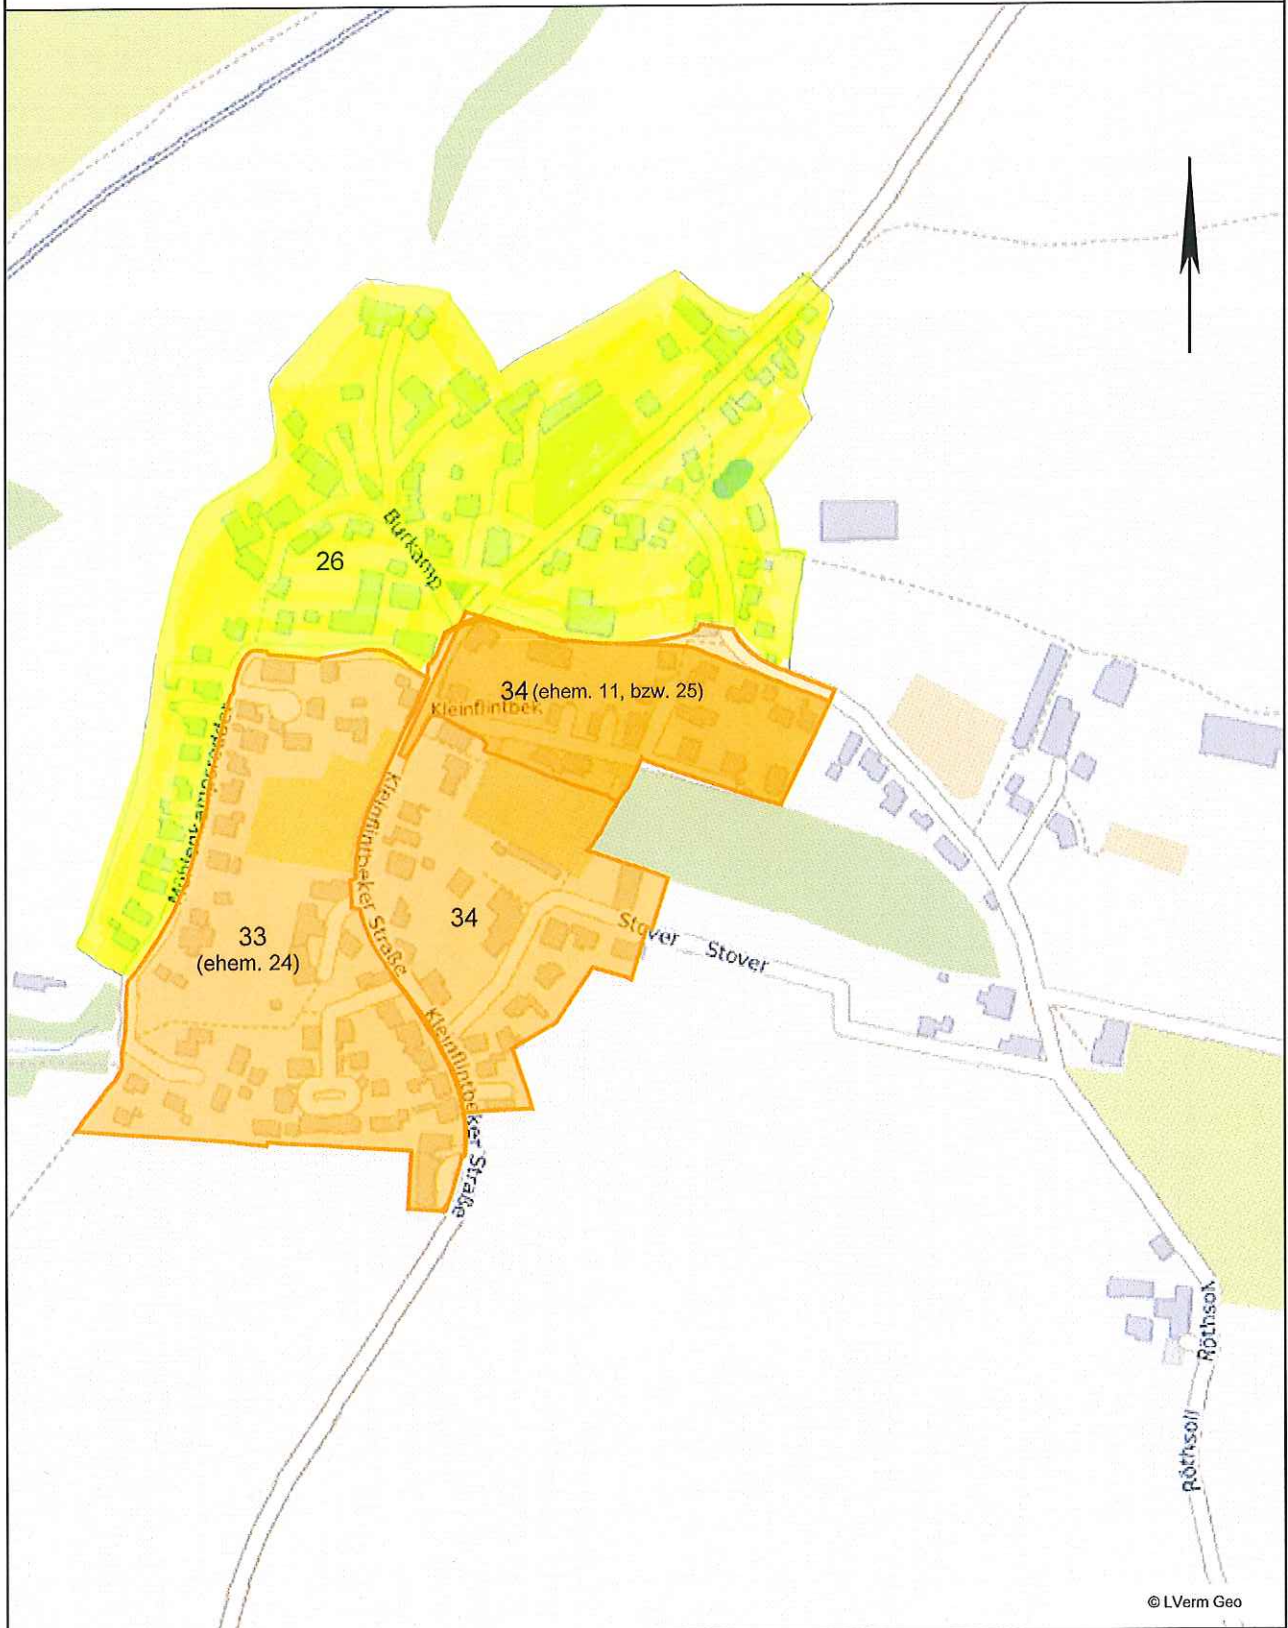 Burkamp
26
34 (ehem. 11, bzw. 25)
Kleinflintbek
Kleinflintbeker Straße
34
33
(ehem. 24)
Stover
Stover
Kleinflintbeker Straße
Röthsoll
Röthsoll
© LVerm Geo